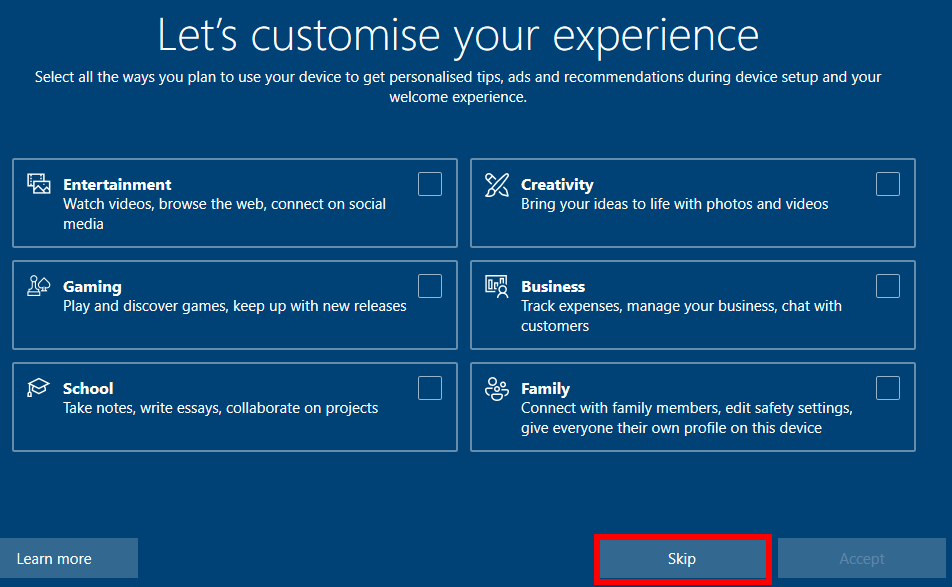 Let's customise your experience
Select all the ways you plan to use your device to get personalised tips, ads and recommendations during device setup and your
welcome experience.
Entertainment
Watch videos, browse the web, connect on social
media
Creativity
Bring your ideas to life with photos and videos
Gaming
Play and discover games, keep up with new releases
Business
Track expenses, manage your business, chat with
customers
School
Take notes, write essays, collaborate on projects
Family
Connect with family members, edit safety settings,
give everyone their own profile on this device
Learn more
Skip
Accept